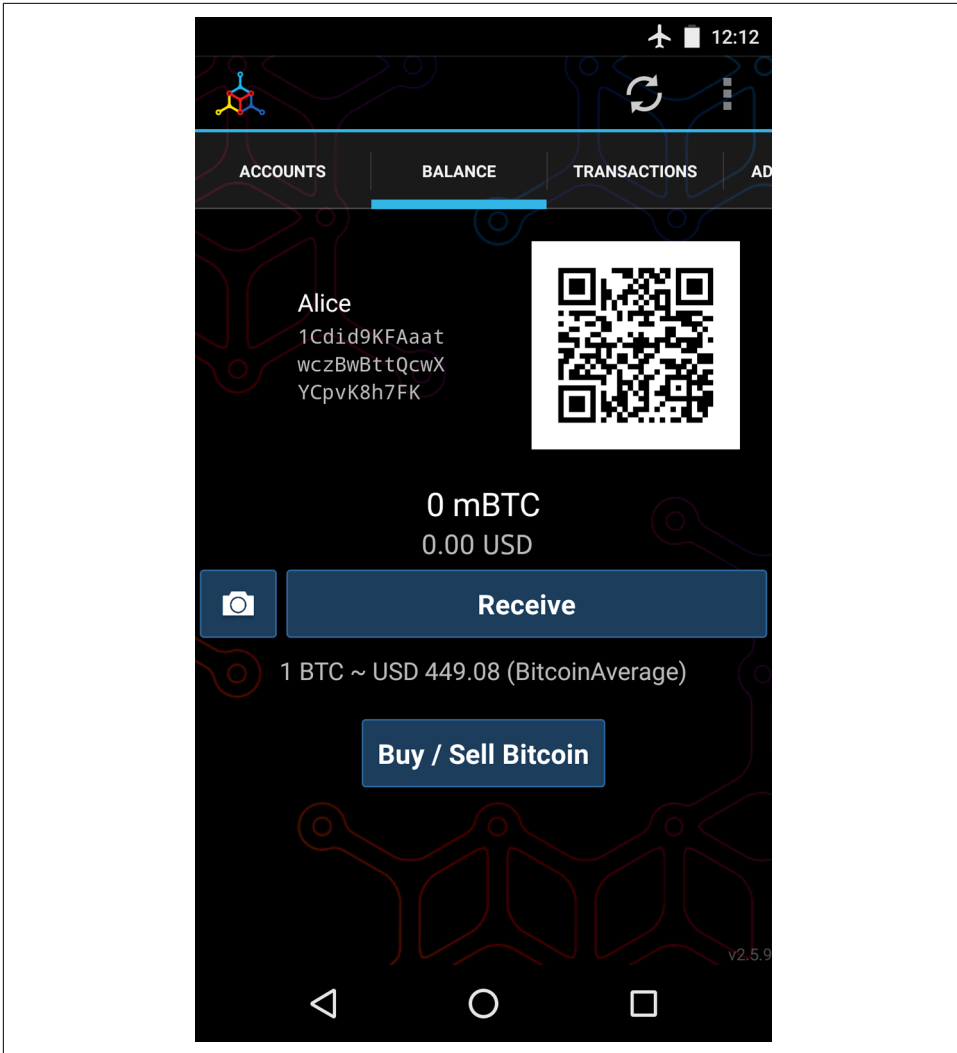 12:12
ACCOUNTS BALANCE TRANSACTIONS AD
Alice
1Cdid9KFAaat
wczBwBttQcwX
YCpvK8h7FK
0 mBTC
0.00 USD
Receive
1 BTC ~ USD 449.08 (BitcoinAverage)
Buy / Sell Bitcoin
v2.5.9